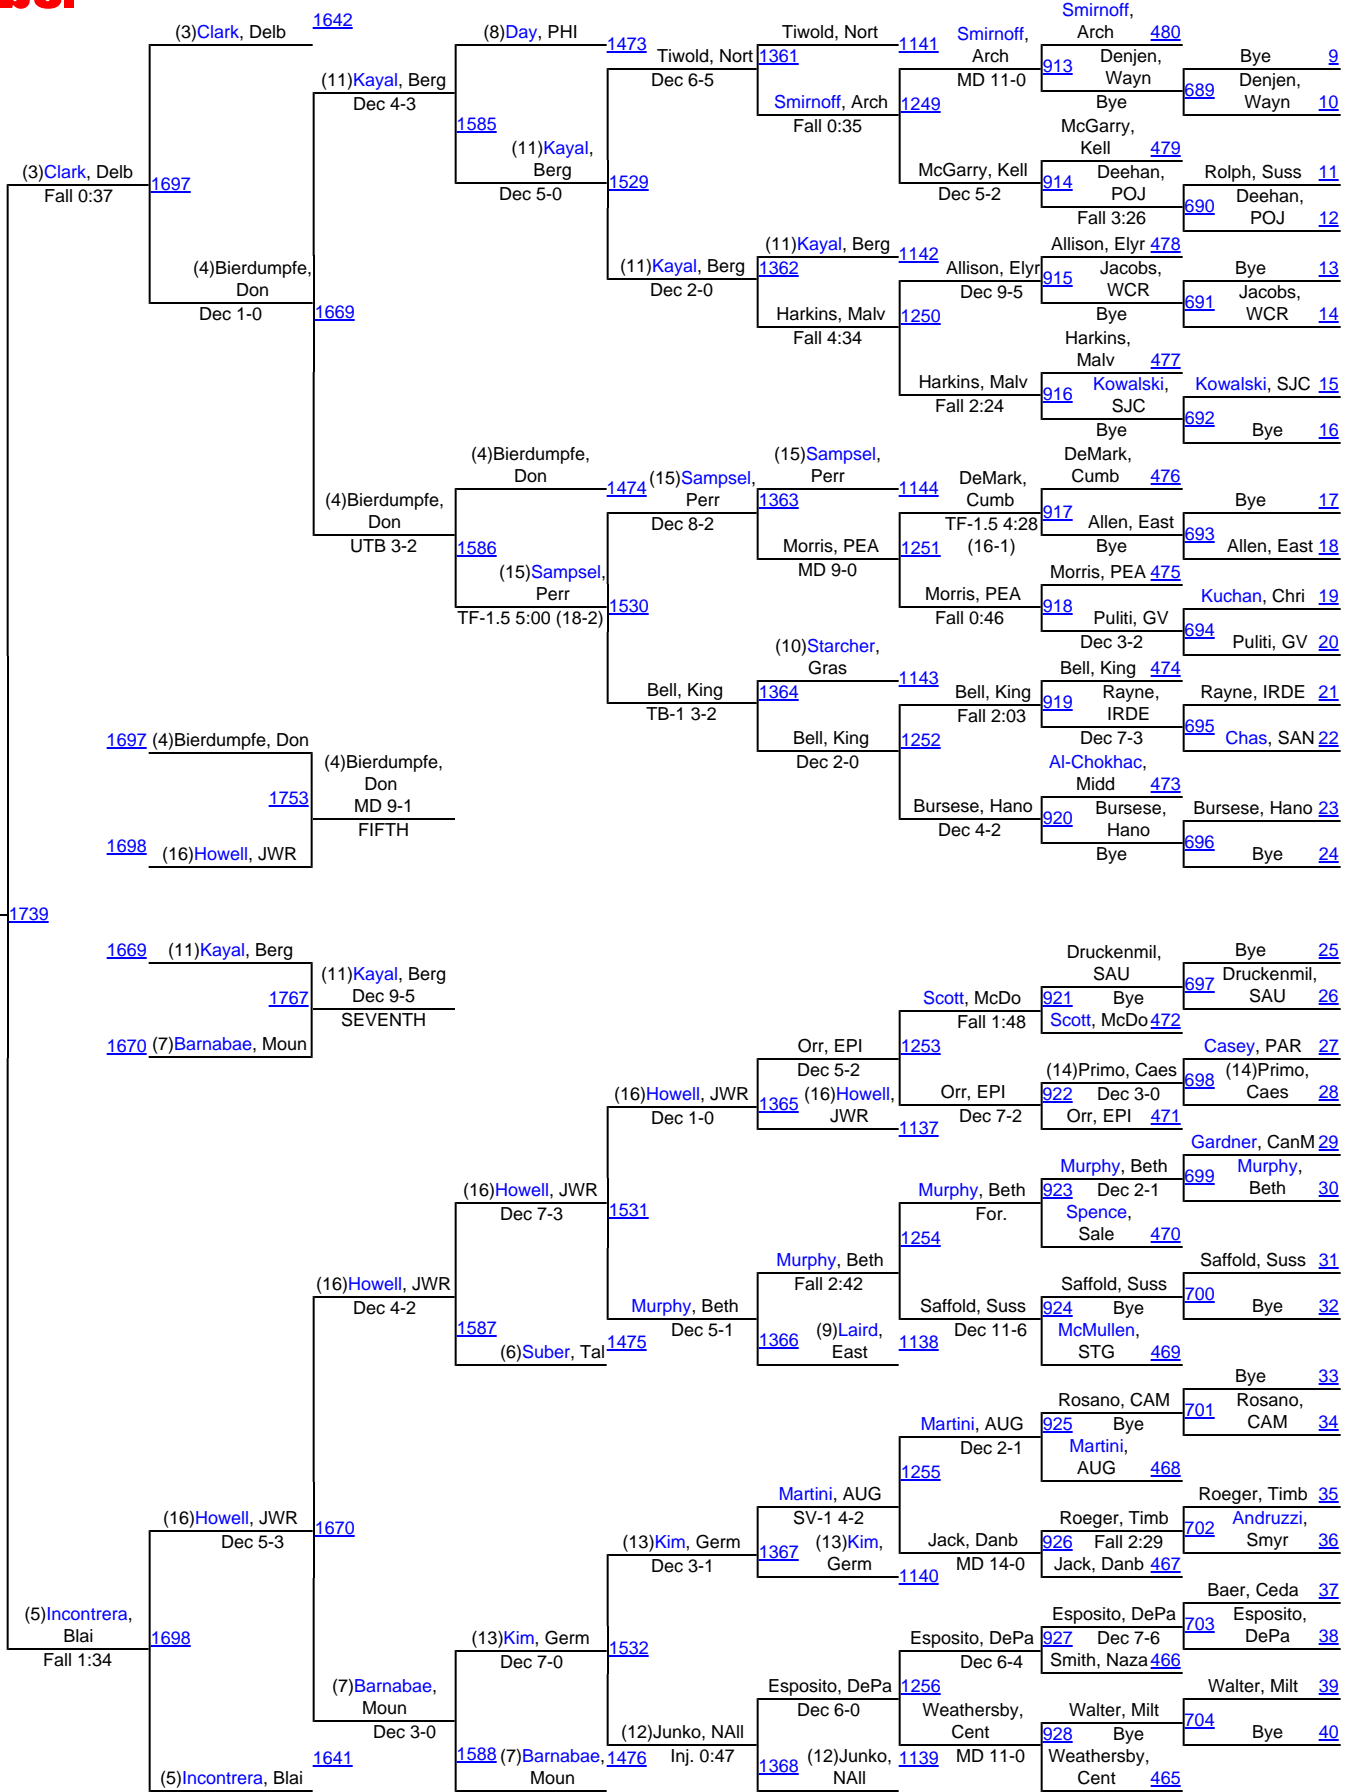 (3)Clark, Delb
1642
(3)Clark, Delb
Fall 0:37
1697
(4)Bierdumpfe,
Don
Dec 1-0
(11)Kayal, Berg
Dec 4-3
1669
(4)Bierdumpfe,
Don
UTB 3-2
(8)Day, PHI
1473
1585
(11)Kayal,
Berg
Dec 5-0
(4)Bierdumpfe,
Don
1474
1586
(15)Sampsel,
Perr
TF-1.5 5:00 (18-2)
Tiwold, Nort
Dec 6-5
1529
(11)Kayal, Berg
Dec 2-0
(15)Sampsel,
Perr
Dec 8-2
1530
Bell, King
TB-1 3-2
Tiwold, Nort
1141
1361
Smirnoff, Arch
Fall 0:35
(11)Kayal, Berg
1142
1362
Harkins, Malv
Fall 4:34
(15)Sampsel,
Perr
1144
1363
Morris, PEA
MD 9-0
(10)Starcher,
Gras
1143
1364
Bell, King
Dec 2-0
Smirnoff,
Arch
MD 11-0
1249
McGarry, Kell
Dec 5-2
Allison, Elyr
Dec 9-5
1250
Harkins, Malv
Fall 2:24
DeMark,
Cumb
TF-1.5 4:28
(16-1)
1251
Morris, PEA
Fall 0:46
Bell, King
Fall 2:03
1252
Bursese, Hano
Dec 4-2
Smirnoff,
Arch 480
913
Denjen,
Wayn
Bye
McGarry,
Kell 479
914
Deehan,
POJ
Fall 3:26
Allison, Elyr 478
915
Jacobs,
WCR
Bye
Harkins,
Malv 477
916
Kowalski,
SJC
Bye
DeMark,
Cumb 476
917
Allen, East
Bye
Morris, PEA 475
918
Puliti, GV
Dec 3-2
Bell, King 474
919
Rayne,
IRDE
Dec 7-3
Al-Chokhac,
Midd 473
920
Bursese,
Hano
Bye
Bye 9
689
Denjen,
Wayn 10
Rolph, Suss 11
690
Deehan,
POJ 12
Bye 13
691
Jacobs,
WCR 14
Kowalski, SJC 15
692
Bye 16
Bye 17
693
Allen, East 18
Kuchan, Chri 19
694
Puliti, GV 20
Rayne, IRDE 21
695
Chas, SAN 22
Bursese, Hano 23
696
Bye 24
1697 (4)Bierdumpfe, Don
1753
(4)Bierdumpfe,
Don
MD 9-1
FIFTH
1698 (16)Howell, JWR
1739
1669 (11)Kayal, Berg
1767
(11)Kayal, Berg
Dec 9-5
SEVENTH
1670 (7)Barnabae, Moun
(16)Howell, JWR
Dec 5-3
1698
(5)Incontrera,
Blai
Fall 1:34
(5)Incontrera, Blai
1641
(16)Howell, JWR
Dec 4-2
1670
(7)Barnabae,
Moun
Dec 3-0
(16)Howell, JWR
Dec 7-3
1587
(6)Suber, Tal
1475
(13)Kim, Germ
Dec 7-0
1588
(7)Barnabae,
Moun
1476
(16)Howell, JWR
Dec 1-0
1531
Murphy, Beth
Dec 5-1
(13)Kim, Germ
Dec 3-1
1532
(12)Junko, NAll
Inj. 0:47
Orr, EPI
Dec 5-2
1365
(16)Howell,
JWR
1137
Murphy, Beth
Fall 2:42
1366
(9)Laird,
East
1138
Martini, AUG
SV-1 4-2
1367
(13)Kim,
Germ
1140
Esposito, DePa
Dec 6-0
1368
(12)Junko,
NAll
1139
Scott, McDo
Fall 1:48
1253
Orr, EPI
Dec 7-2
Murphy, Beth
For.
1254
Saffold, Suss
Dec 11-6
Martini, AUG
Dec 2-1
1255
Jack, Danb
MD 14-0
Esposito, DePa
Dec 6-4
1256
Weathersby,
Cent
MD 11-0
Druckenmil,
SAU
921
Bye
Scott, McDo 472
(14)Primo, Caes
922
Dec 3-0
Orr, EPI 471
Murphy, Beth
923
Dec 2-1
Spence,
Sale 470
Saffold, Suss
924
Bye
McMullen,
STG 469
Rosano, CAM
925
Bye
Martini,
AUG 468
Roeger, Timb
926
Fall 2:29
Jack, Danb 467
Esposito, DePa
927
Dec 7-6
Smith, Naza 466
Walter, Milt
928
Bye
Weathersby,
Cent 465
Bye 25
697
Druckenmil,
SAU 26
Casey, PAR 27
698
(14)Primo,
Caes 28
Gardner, CanM 29
699
Murphy,
Beth 30
Saffold, Suss 31
700
Bye 32
Bye 33
701
Rosano,
CAM 34
Roeger, Timb 35
702
Andruzzi,
Smyr 36
Baer, Ceda 37
703
Esposito,
DePa 38
Walter, Milt 39
704
Bye 40